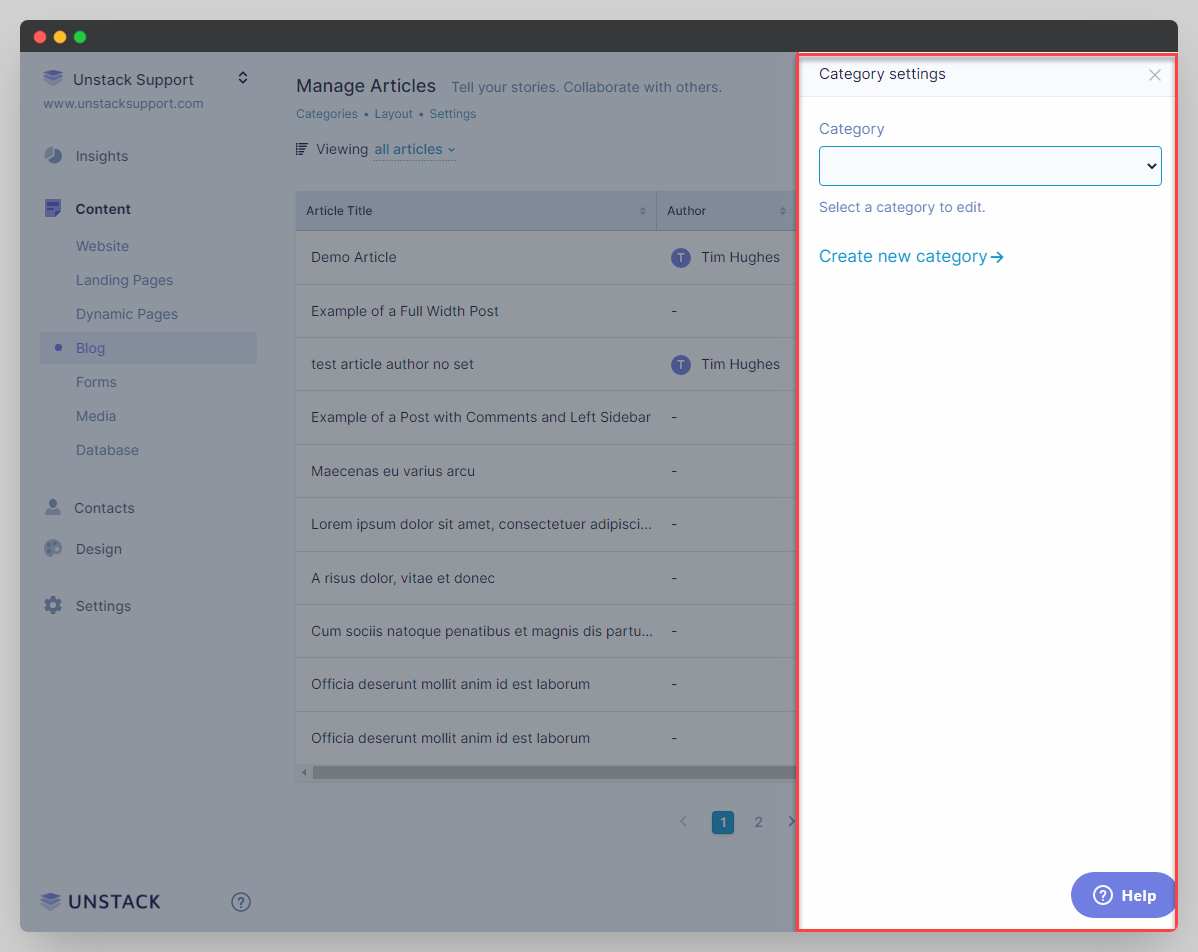 Unstack Support
www.unstacksupport.com
Insights
Content
Website
Landing Pages
Dynamic Pages
Blog
Forms
Media
Database
Contacts
Design
Settings
UNSTACK
?
Manage Articles Tell your stories. Collaborate with others.
Categories • Layout • Settings
Viewing all articles
Article Title Author
Demo Article T Tim Hughes
Example of a Full Width Post -
test article author no set T Tim Hughes
Example of a Post with Comments and Left Sidebar -
Maecenas eu varius arcu -
Lorem ipsum dolor sit amet, consectetuer adipisci... -
A risus dolor, vitae et donec -
Cum sociis natoque penatibus et magnis dis partu... -
Officia deserunt mollit anim id est laborum -
Officia deserunt mollit anim id est laborum -
1 2
Category settings
Category
Select a category to edit.
Create new category→
? Help